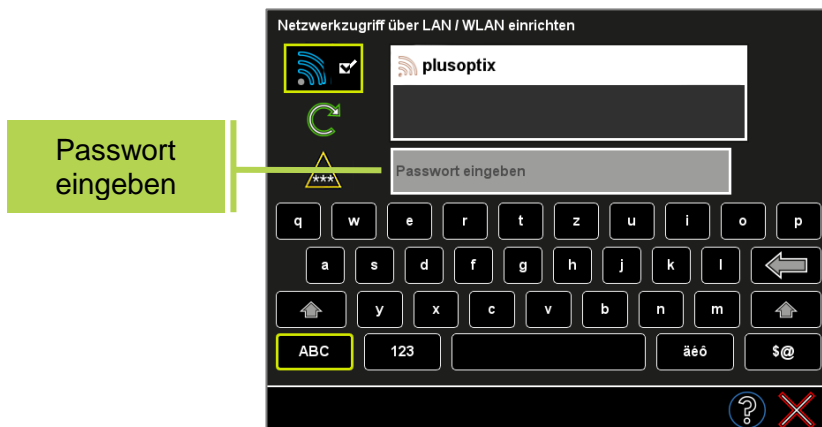 Netzwerkzugriff über LAN / WLAN einrichten
plusoptix
Passwort
eingeben
***
Passwort eingeben
q w e r t z u i o p
a s d f g h j k l
y x c v b n m
ABC 123 äéô $@
?